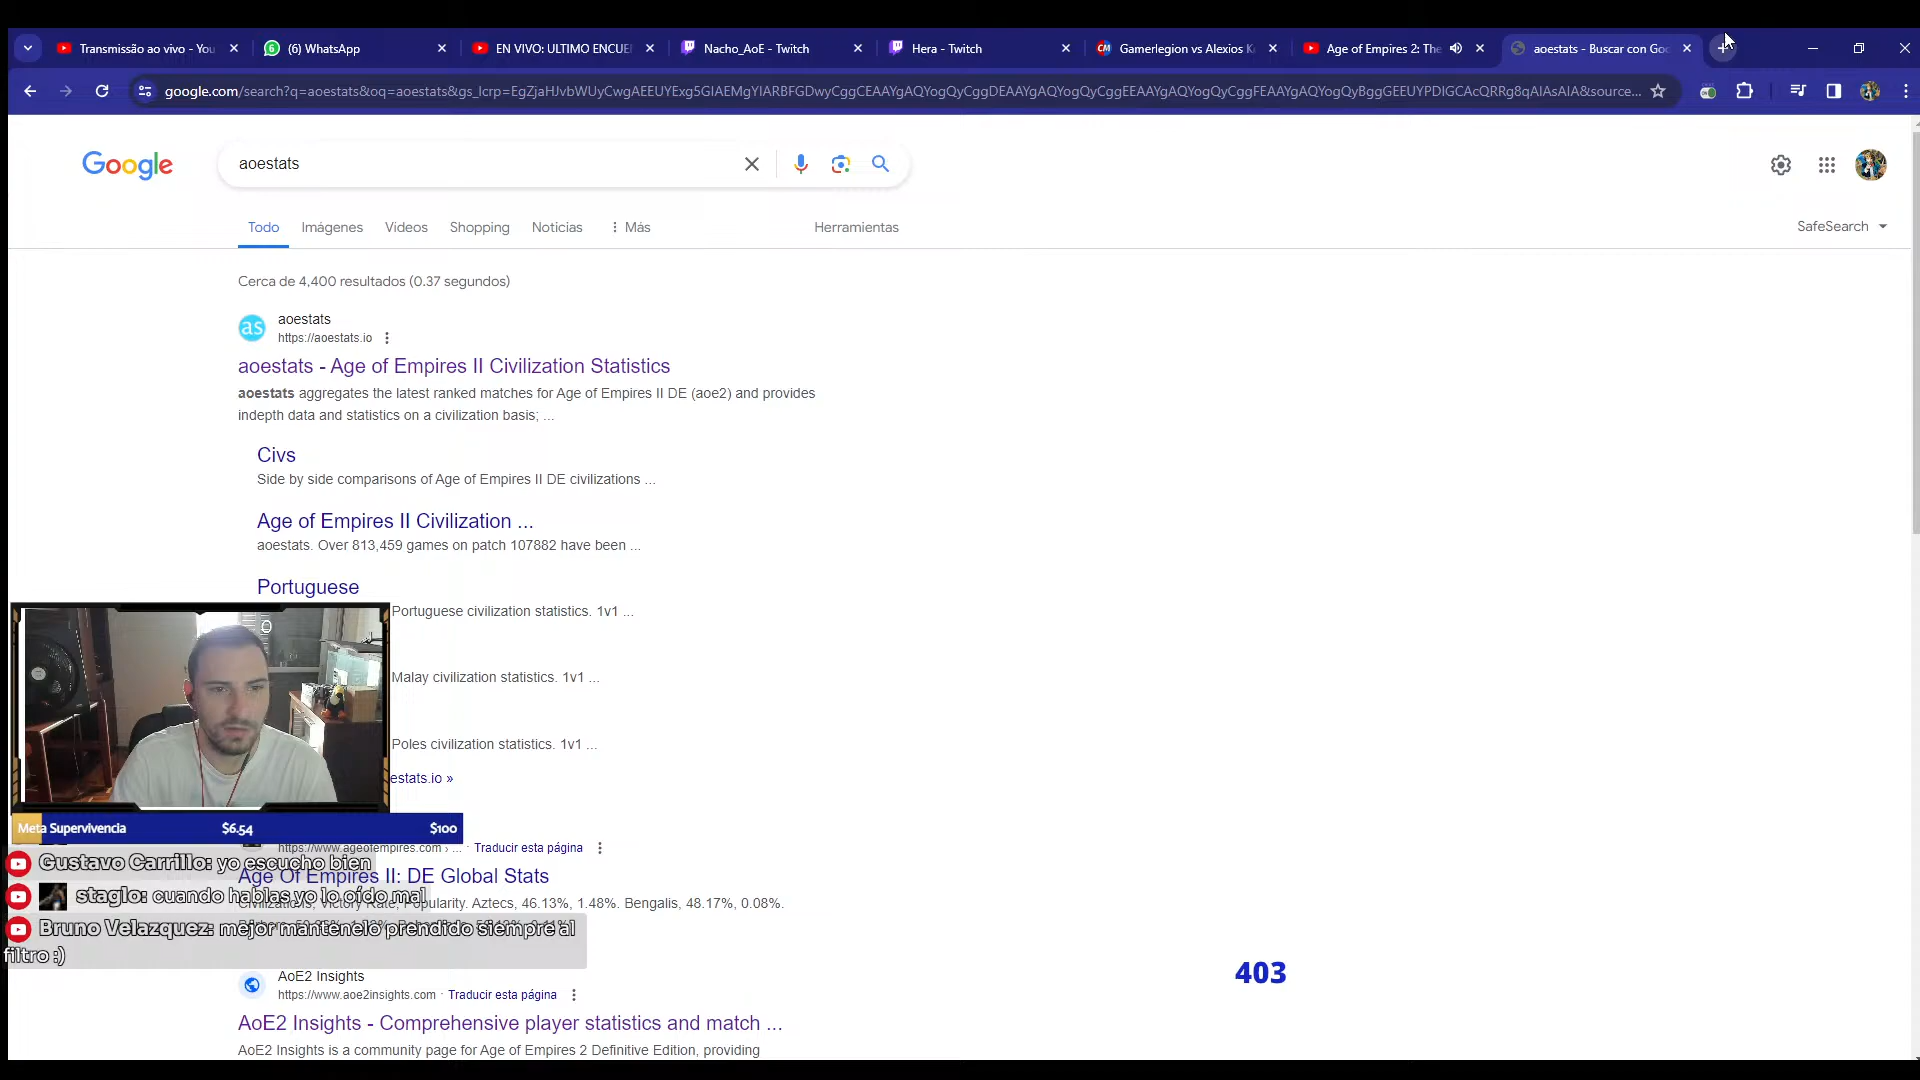 Transmissão ao vivo - You
(6) WhatsApp
EN VIVO: ULTIMO ENCUE
Nacho_AoE - Twitch
Hera - Twitch
Gamerlegion vs Alexios K
Age of Empires 2: The
aoestats - Buscar con Goo
google.com/search?q=aoestats&oq=aoestats&gs_lcrp=EgZjaHJvbWUyCwgAEEUYExg5GIAEMgYIARBFGDwyCggCEAAYgAQYogQyCggDEAAYgAQYogQyCggEEAAYgAQYogQyCggFEAAYgAQYogQyBggGEEUYPDIGCAcQRRg8qAIAsAIA&source...
Google
aoestats
Todo
Imágenes
Videos
Shopping
Noticias
Más
Herramientas
SafeSearch
Cerca de 4,400 resultados (0.37 segundos)
as
aoestats
https://aoestats.io
aoestats - Age of Empires II Civilization Statistics
aoestats aggregates the latest ranked matches for Age of Empires II DE (aoe2) and provides
indepth data and statistics on a civilization basis; ...
Civs
Side by side comparisons of Age of Empires II DE civilizations ...
Age of Empires II Civilization ...
aoestats. Over 813,459 games on patch 107882 have been ...
Portuguese
Portuguese civilization statistics. 1v1 ...
Malay civilization statistics. 1v1 ...
Poles civilization statistics. 1v1 ...
estats.io »
Meta Supervivencia
$6.54
$100
https://www.ageofempires.com › ... · Traducir esta página
Gustavo Carrillo: yo escucho bien
Age Of Empires II: DE Global Stats
staglo: cuando hablas yo lo oído mal
Civilizations, Victory Rate, Popularity. Aztecs, 46.13%, 1.48%. Bengalis, 48.17%, 0.08%.
Bruno Velazquez: mejor mantenelo prendido siempre al
filtro :)
403
AoE2 Insights
https://www.aoe2insights.com · Traducir esta página
AoE2 Insights - Comprehensive player statistics and match ...
AoE2 Insights is a community page for Age of Empires 2 Definitive Edition, providing